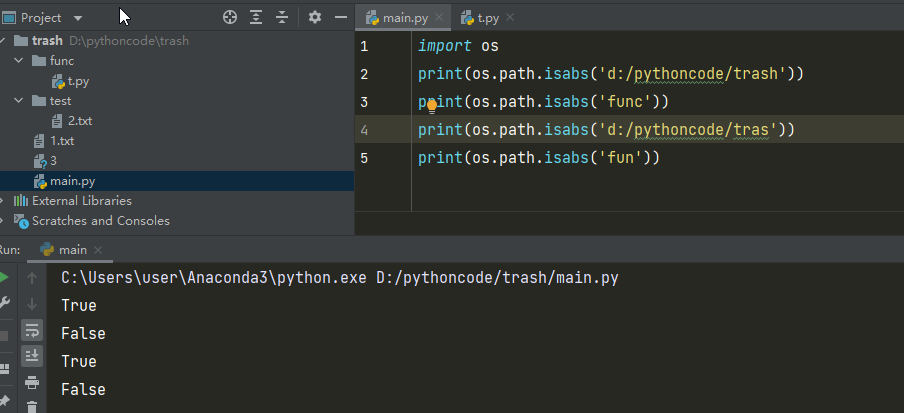 Project
main.py
t.py
trash D:\pythoncode\trash
func
t.py
test
2.txt
1.txt
3
main.py
External Libraries
Scratches and Consoles
1 import os
2 print(os.path.isabs('d:/pythoncode/trash'))
3 print(os.path.isabs('func'))
4 print(os.path.isabs('d:/pythoncode/tras'))
5 print(os.path.isabs('fun'))
Run: main
C:\Users\user\Anaconda3\python.exe D:/pythoncode/trash/main.py
True
False
True
False